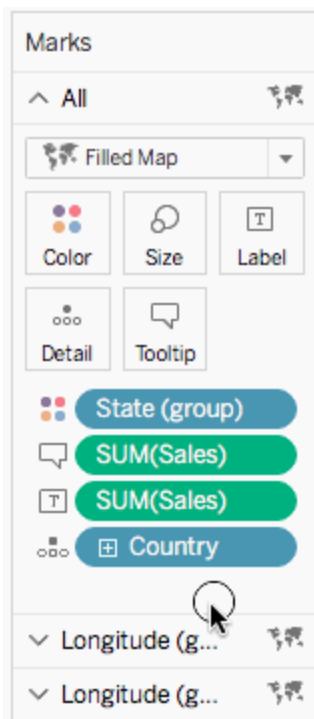 Marks
All
Filled Map
Color Size Label
Detail Tooltip
State (group)
SUM(Sales)
T SUM(Sales)
Country
Longitude (g...
Longitude (g...